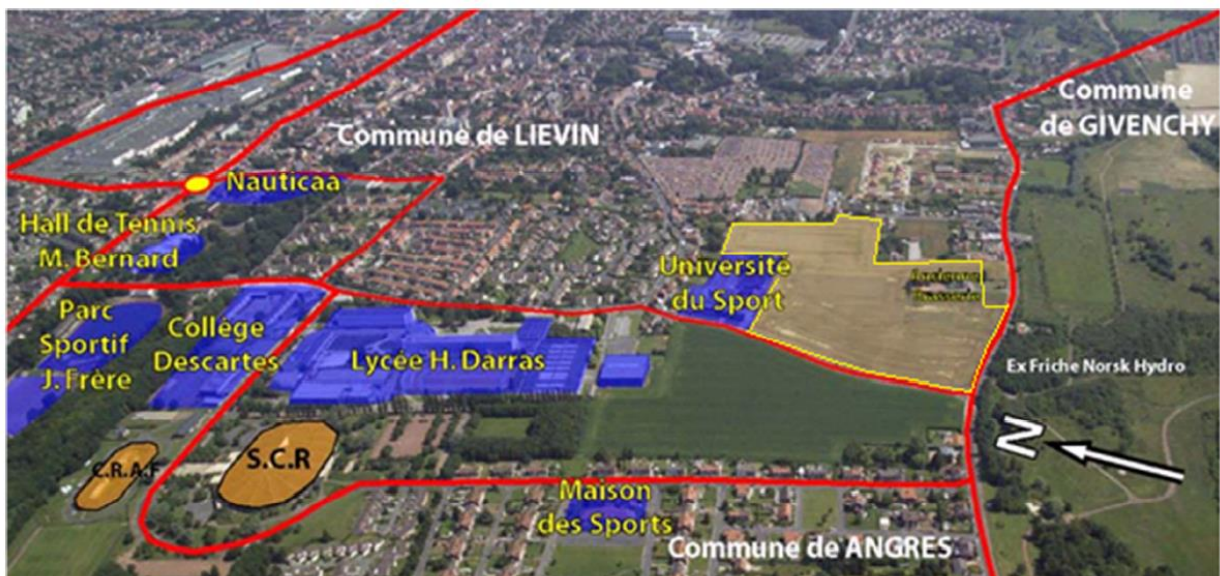 Commune
de GIVENCHY
Commune de LIEVIN
Nauticaa
Hall de Tennis
M. Bernard
Université
du Sport
Parc
Sportif
J. Frère
Collége
Descartes
Lycée H. Darras
Ex Friche Norsk Hydro
N
C.R.A.F
S.C.R
Maison
des Sports
Commune de ANGRES